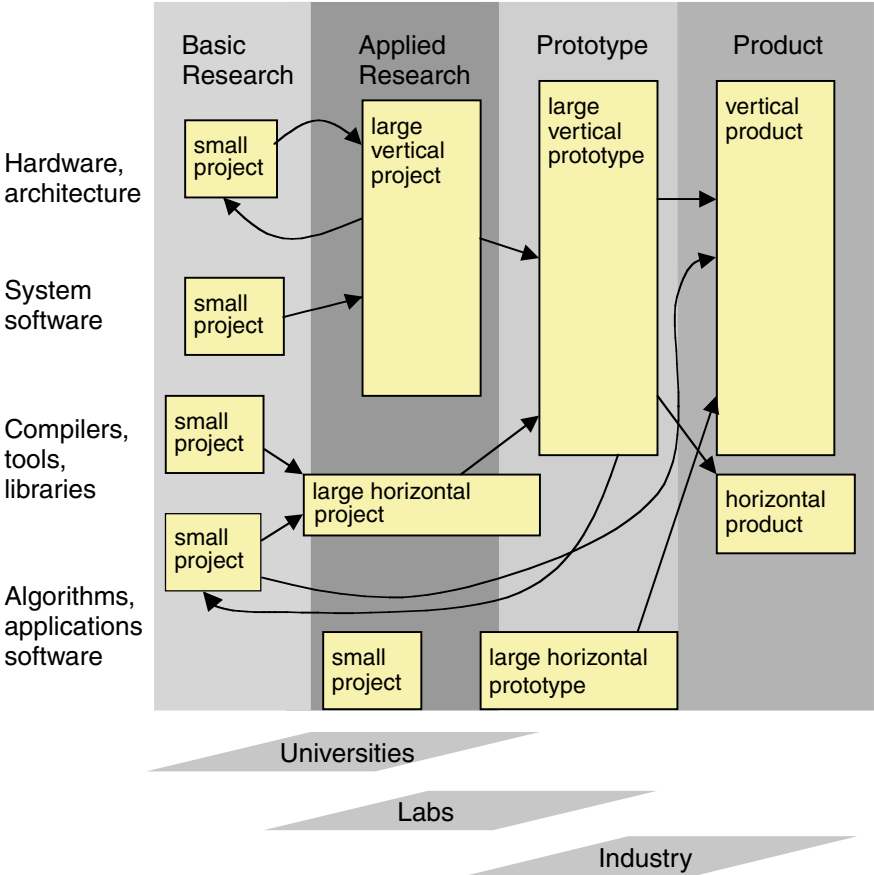 Basic
Research
Applied
Research
Prototype
Product
Hardware,
architecture
small
project
large
vertical
project
large
vertical
prototype
vertical
product
System
software
small
project
Compilers,
tools,
libraries
small
project
large horizontal
project
horizontal
product
small
project
Algorithms,
applications
software
small
project
large horizontal
prototype
Universities
Labs
Industry